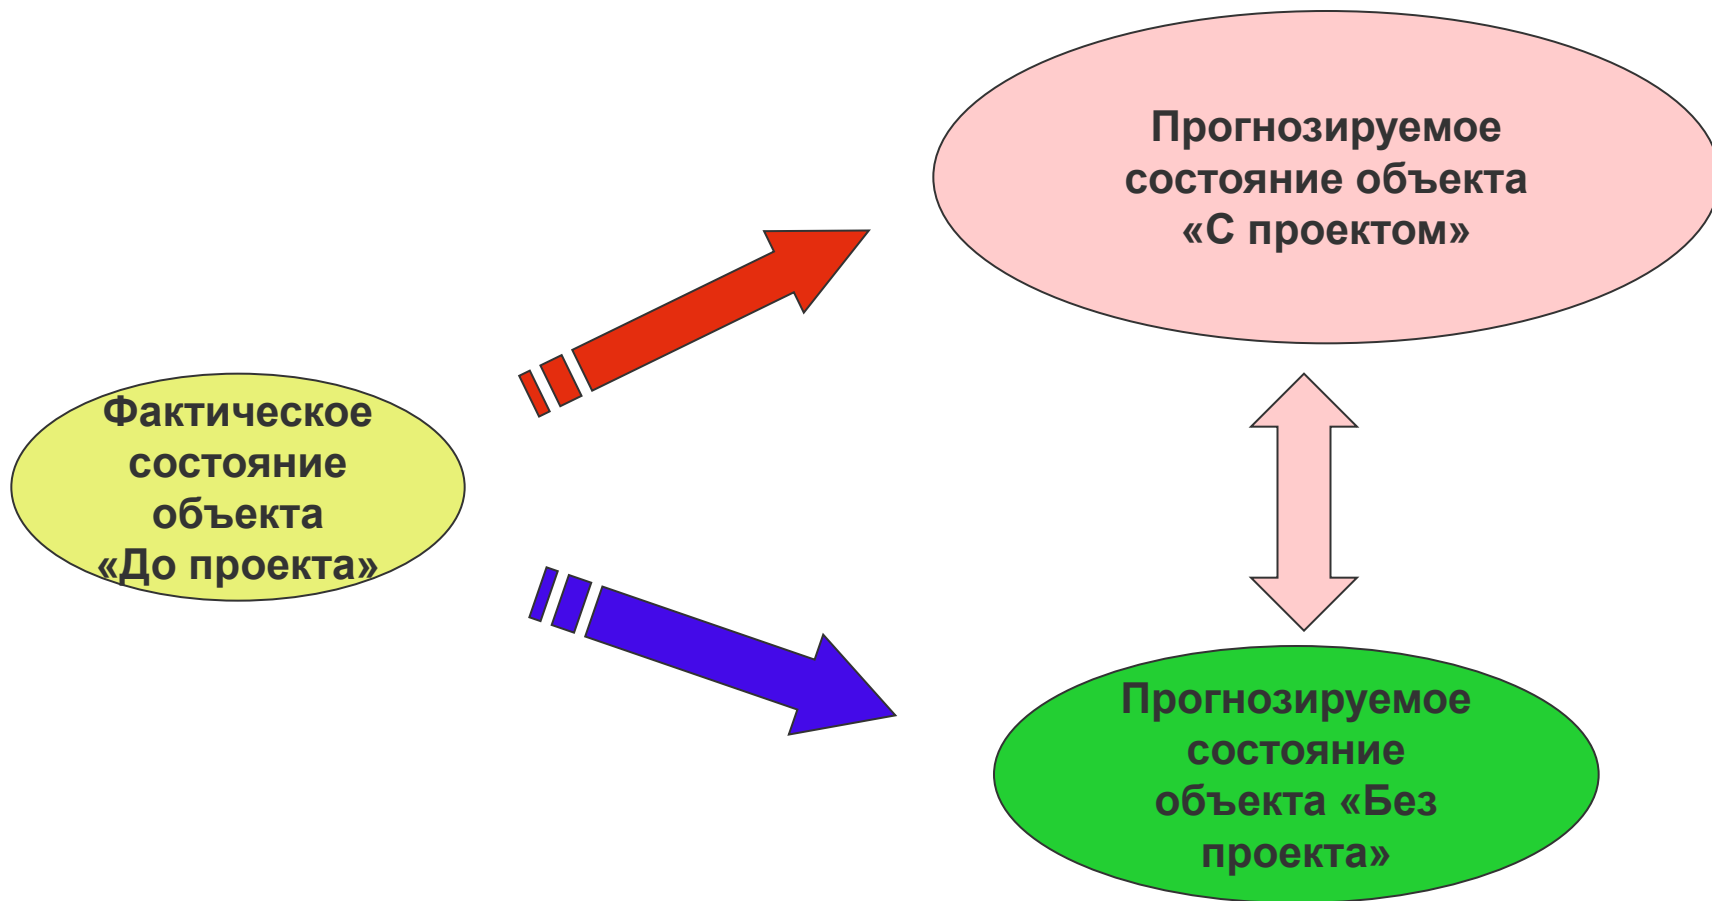 Прогнозируемое
состояние объекта
«С проектом»
Фактическое
состояние
объекта
«До проекта»
Прогнозируемое
состояние
объекта «Без
проекта»